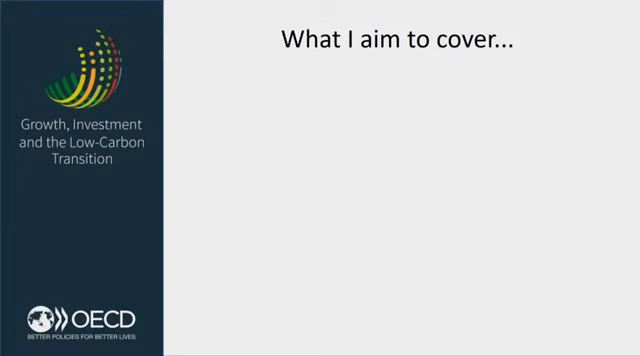 What I aim to cover...
Growth, Investment
and the Low-Carbon
Transition
OECD
BETTER POLICIES FOR BETTER LIVES